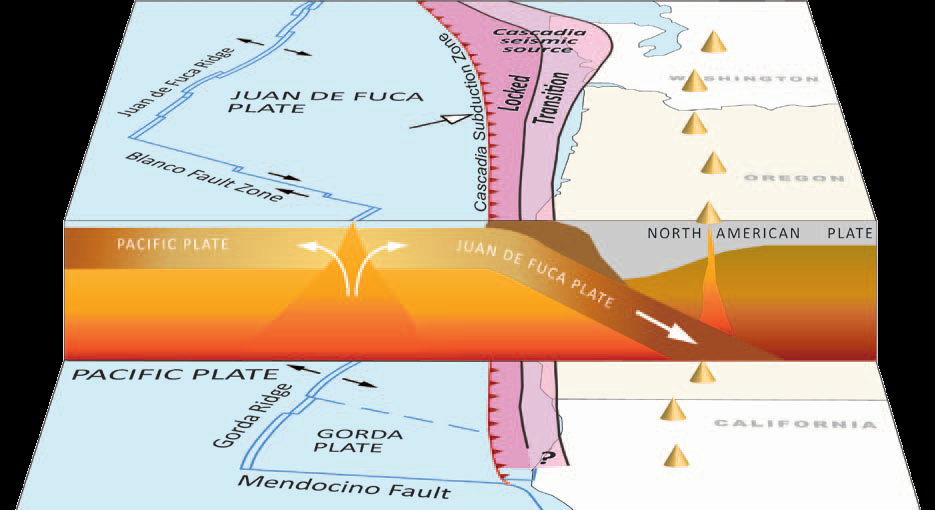 Cascadia
seismic
source
Juan de Fuca Ridge
JUAN DE FUCA
PLATE
Cascadia Subduction Zone
Locked
Transition
WASHINGTON
Blanco Fault Zone
OREGON
PACIFIC PLATE
JUAN DE FUCA PLATE
NORTH AMERICAN PLATE
PACIFIC PLATE
Gorda Ridge
GORDA
PLATE
?
CALIFORNIA
Mendocino Fault